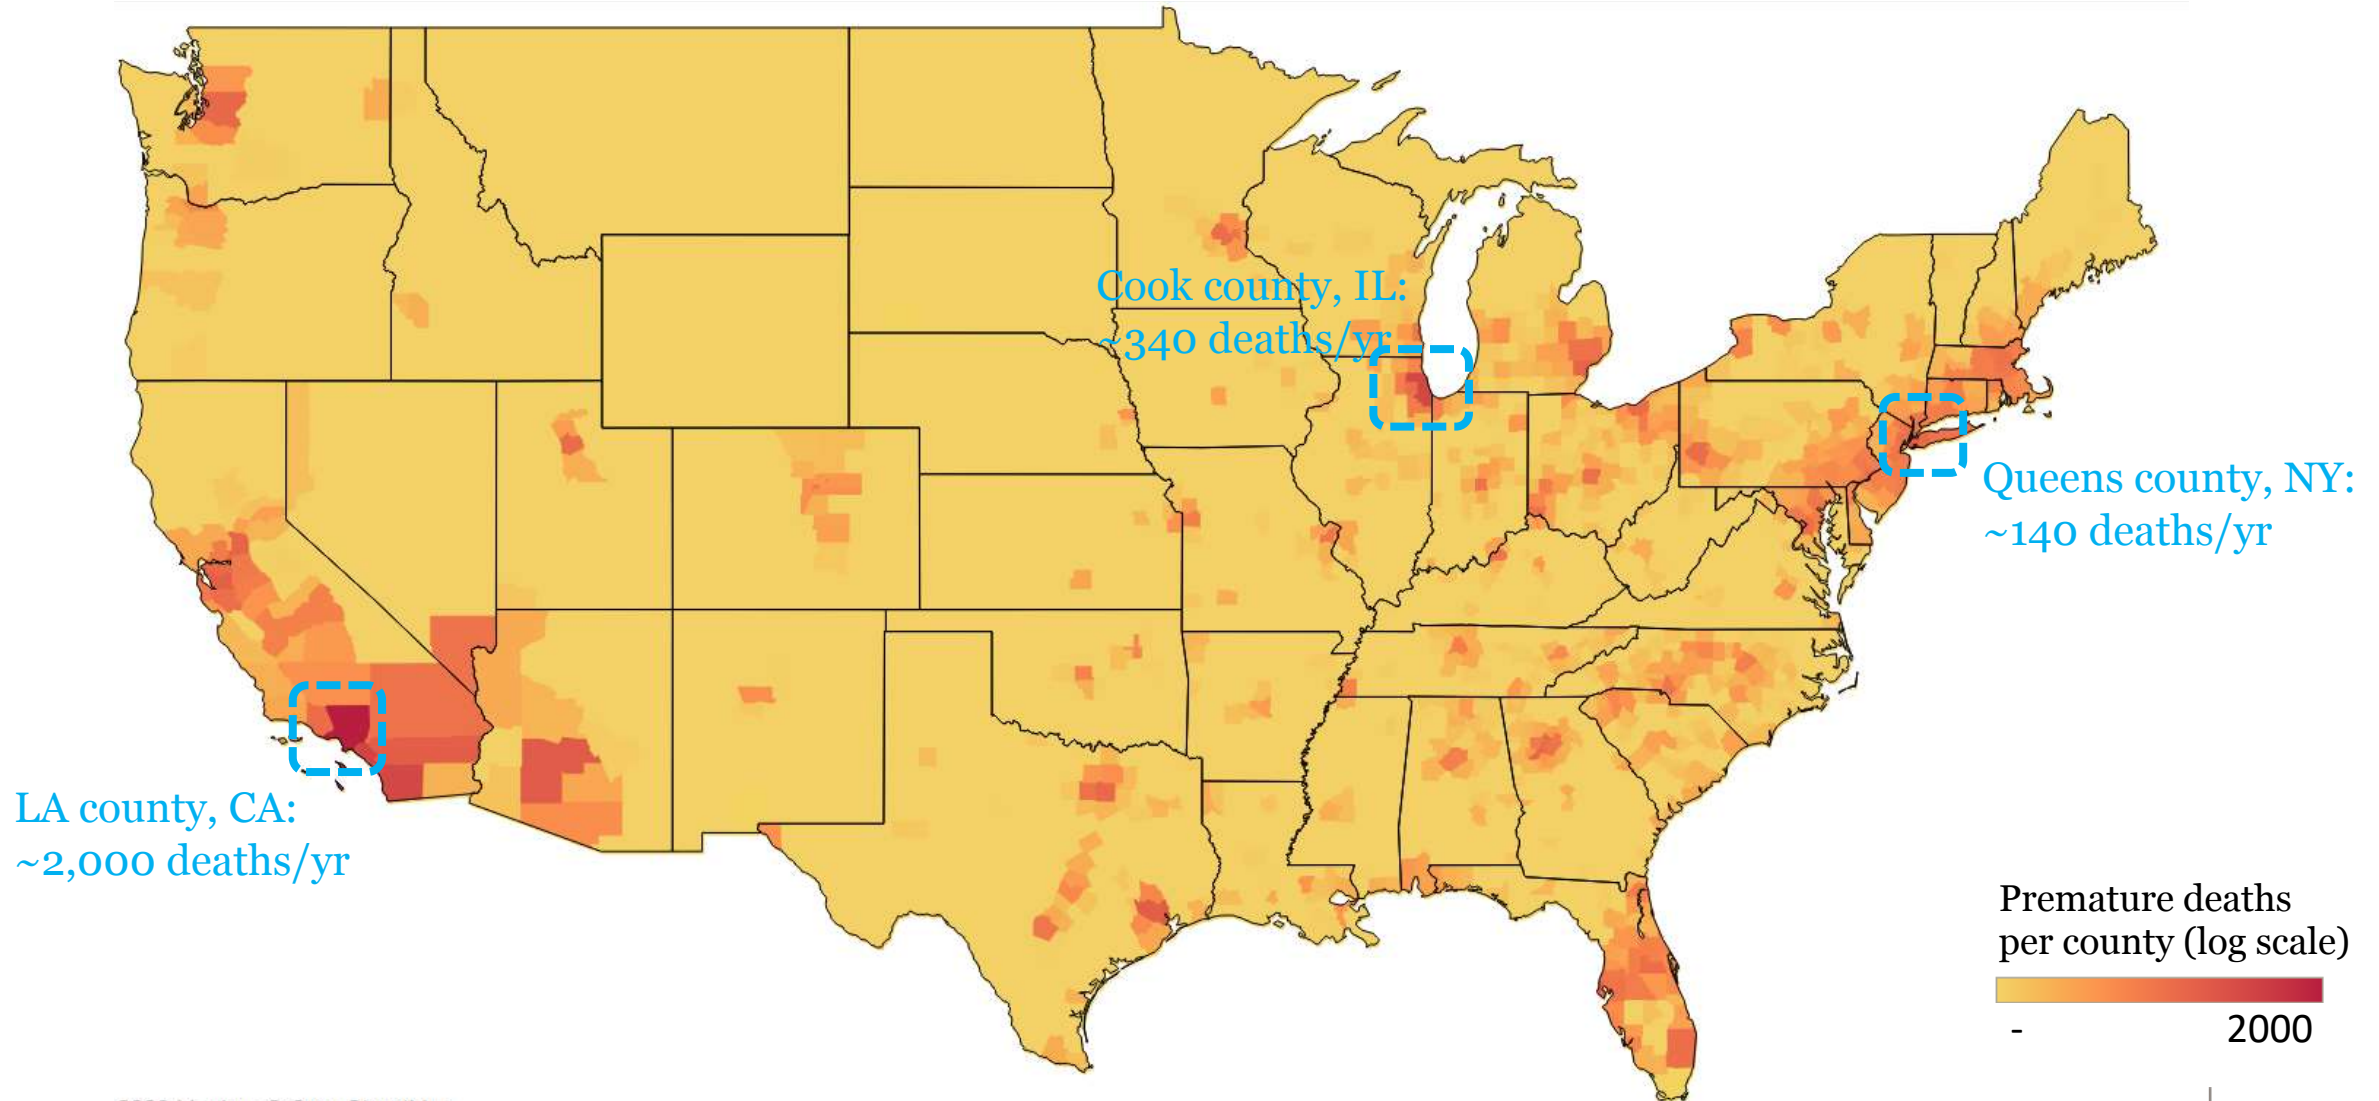 Cook county, IL:
~340 deaths/yr
Queens county, NY:
~140 deaths/yr
LA county, CA:
~2,000 deaths/yr
Premature deaths
per county (log scale)
- 2000